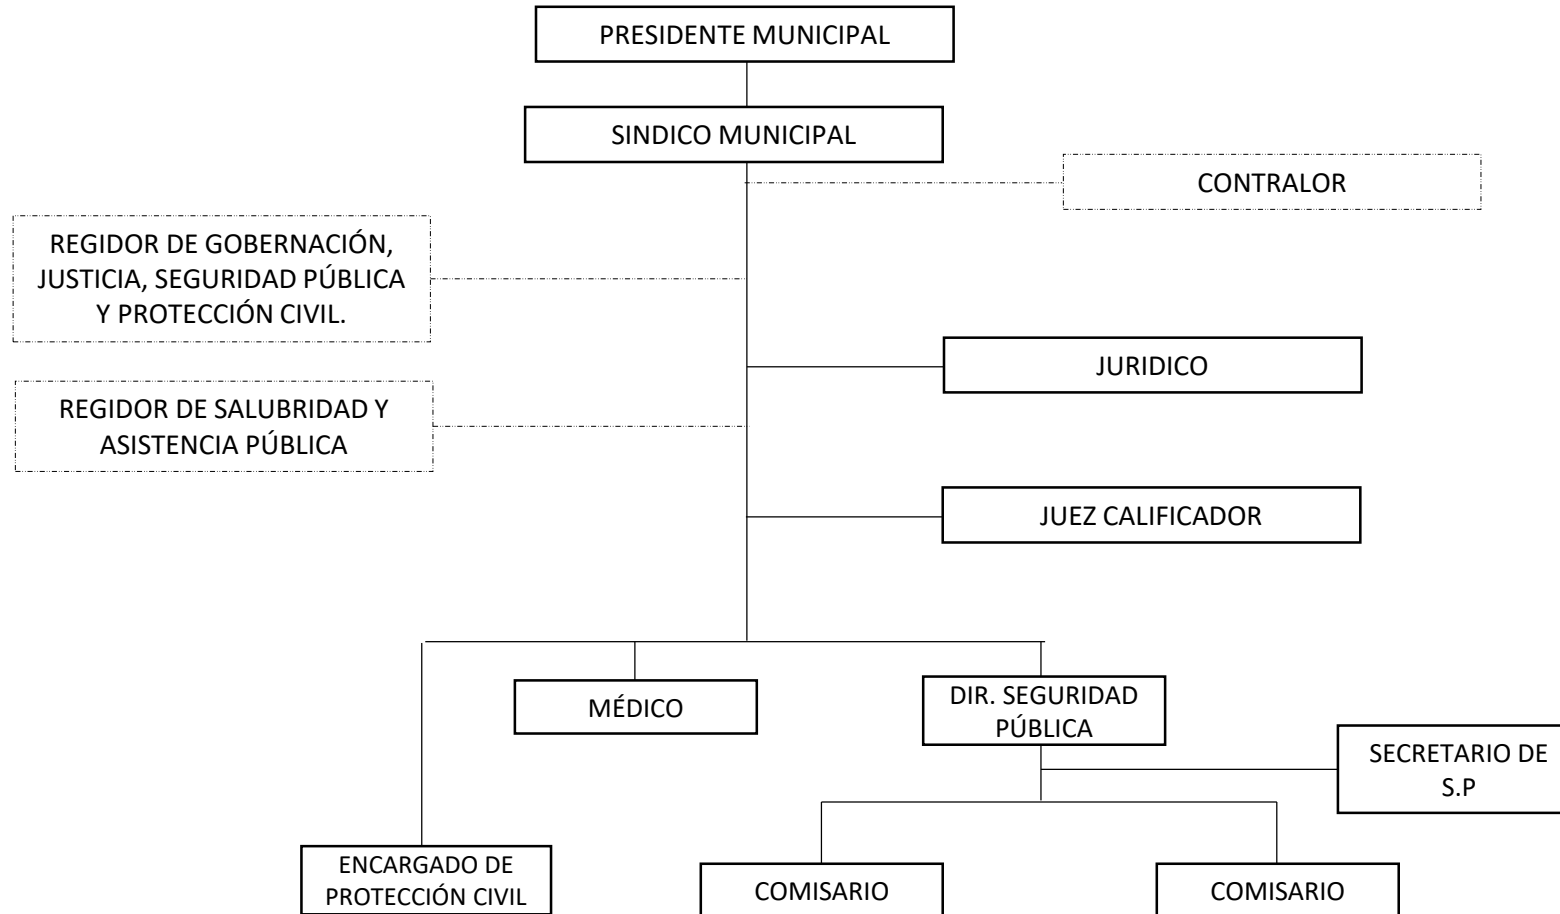 PRESIDENTE MUNICIPAL
SINDICO MUNICIPAL
CONTRALOR
REGIDOR DE GOBERNACIÓN,
JUSTICIA, SEGURIDAD PÚBLICA
Y PROTECCIÓN CIVIL.
JURIDICO
REGIDOR DE SALUBRIDAD Y
ASISTENCIA PÚBLICA
JUEZ CALIFICADOR
MÉDICO
DIR. SEGURIDAD
PÚBLICA
SECRETARIO DE
S.P
ENCARGADO DE
PROTECCIÓN CIVIL
COMISARIO
COMISARIO